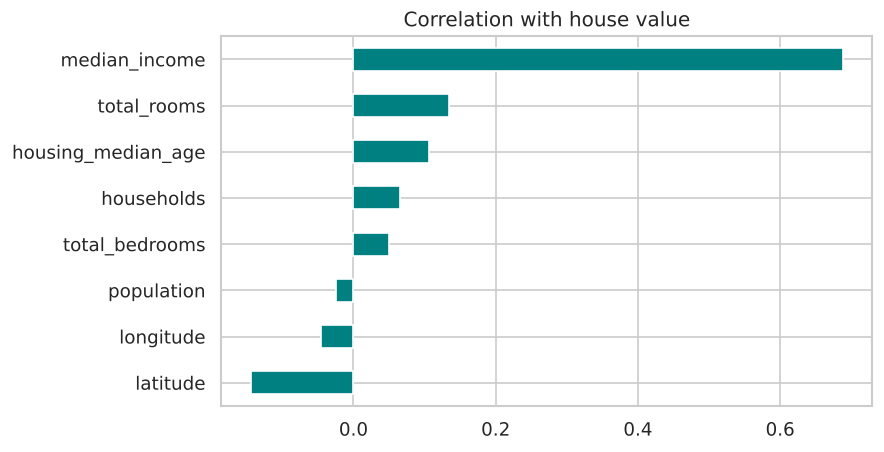 Correlation with house value
median_income
total_rooms
housing_median_age
households
total_bedrooms
population
longitude
latitude
0.0 0.2 0.4 0.6